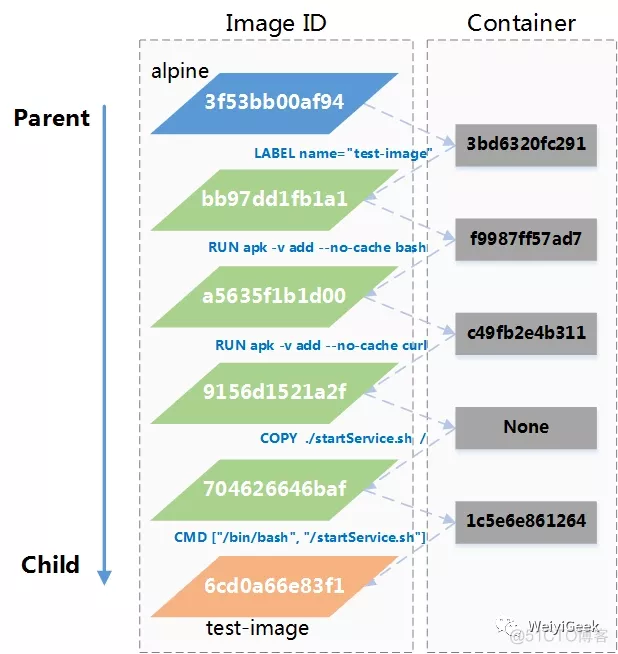 Image ID
Container
alpine
3f53bb00af94
Parent
3bd6320fc291
LABEL name="test-image"
bb97dd1fb1a1
f9987ff57ad7
RUN apk -v add --no-cache bash
a5635f1b1d00
c49fb2e4b311
RUN apk -v add --no-cache curl
9156d1521a2f
None
COPY ./startService.sh /
704626646baf
1c5e6e861264
CMD ["/bin/bash", "/startService.sh"]
Child
6cd0a66e83f1
test-image
WeiyiGeek
@51CTO博客